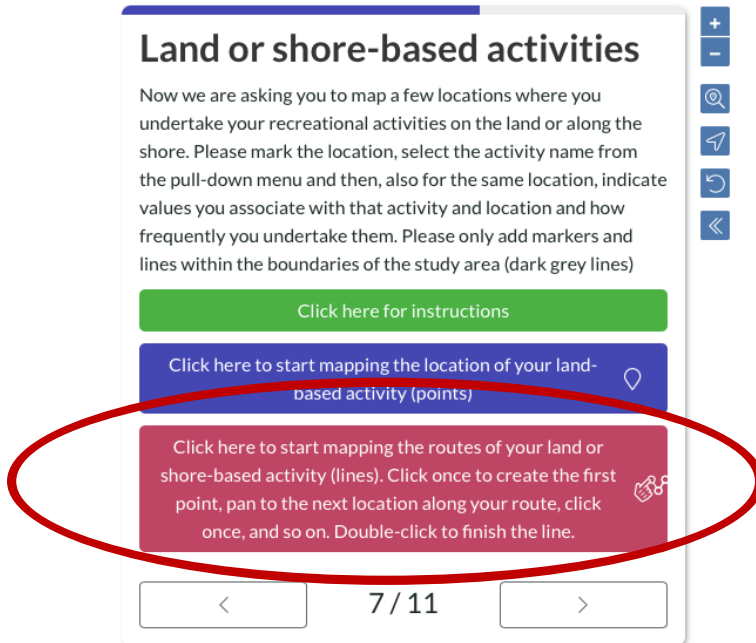 Land or shore-based activities
Now we are asking you to map a few locations where you
undertake your recreational activities on the land or along the
shore. Please mark the location, select the activity name from
the pull-down menu and then, also for the same location, indicate
values you associate with that activity and location and how
frequently you undertake them. Please only add markers and
lines within the boundaries of the study area (dark grey lines)
Click here for instructions
Click here to start mapping the location of your land-
based activity (points)
Click here to start mapping the routes of your land or
shore-based activity (lines). Click once to create the first
point, pan to the next location along your route, click
once, and so on. Double-click to finish the line.
7 / 11